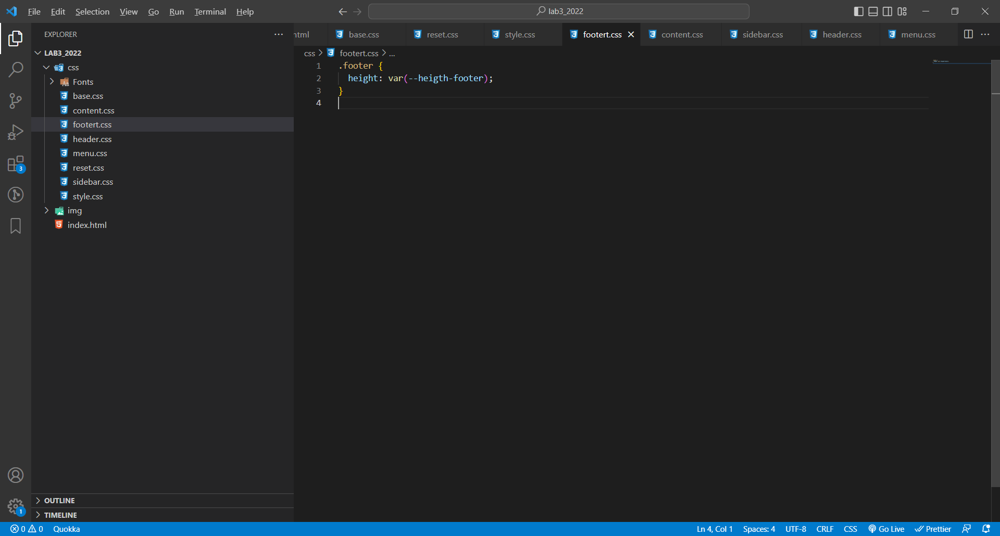 File Edit Selection View Go Run Terminal Help
lab3_2022
EXPLORER
LAB3_2022
css
Fonts
base.css
content.css
footert.css
header.css
menu.css
reset.css
sidebar.css
style.css
img
index.html
OUTLINE
TIMELINE
html base.css reset.css style.css footert.css content.css sidebar.css header.css menu.css
css > footert.css > ...
1 .footer {
2 height: var(--heigth-footer);
3 }
4
3
1
0 0 Quokka
Ln 4, Col 1 Spaces: 4 UTF-8 CRLF CSS Go Live Prettier